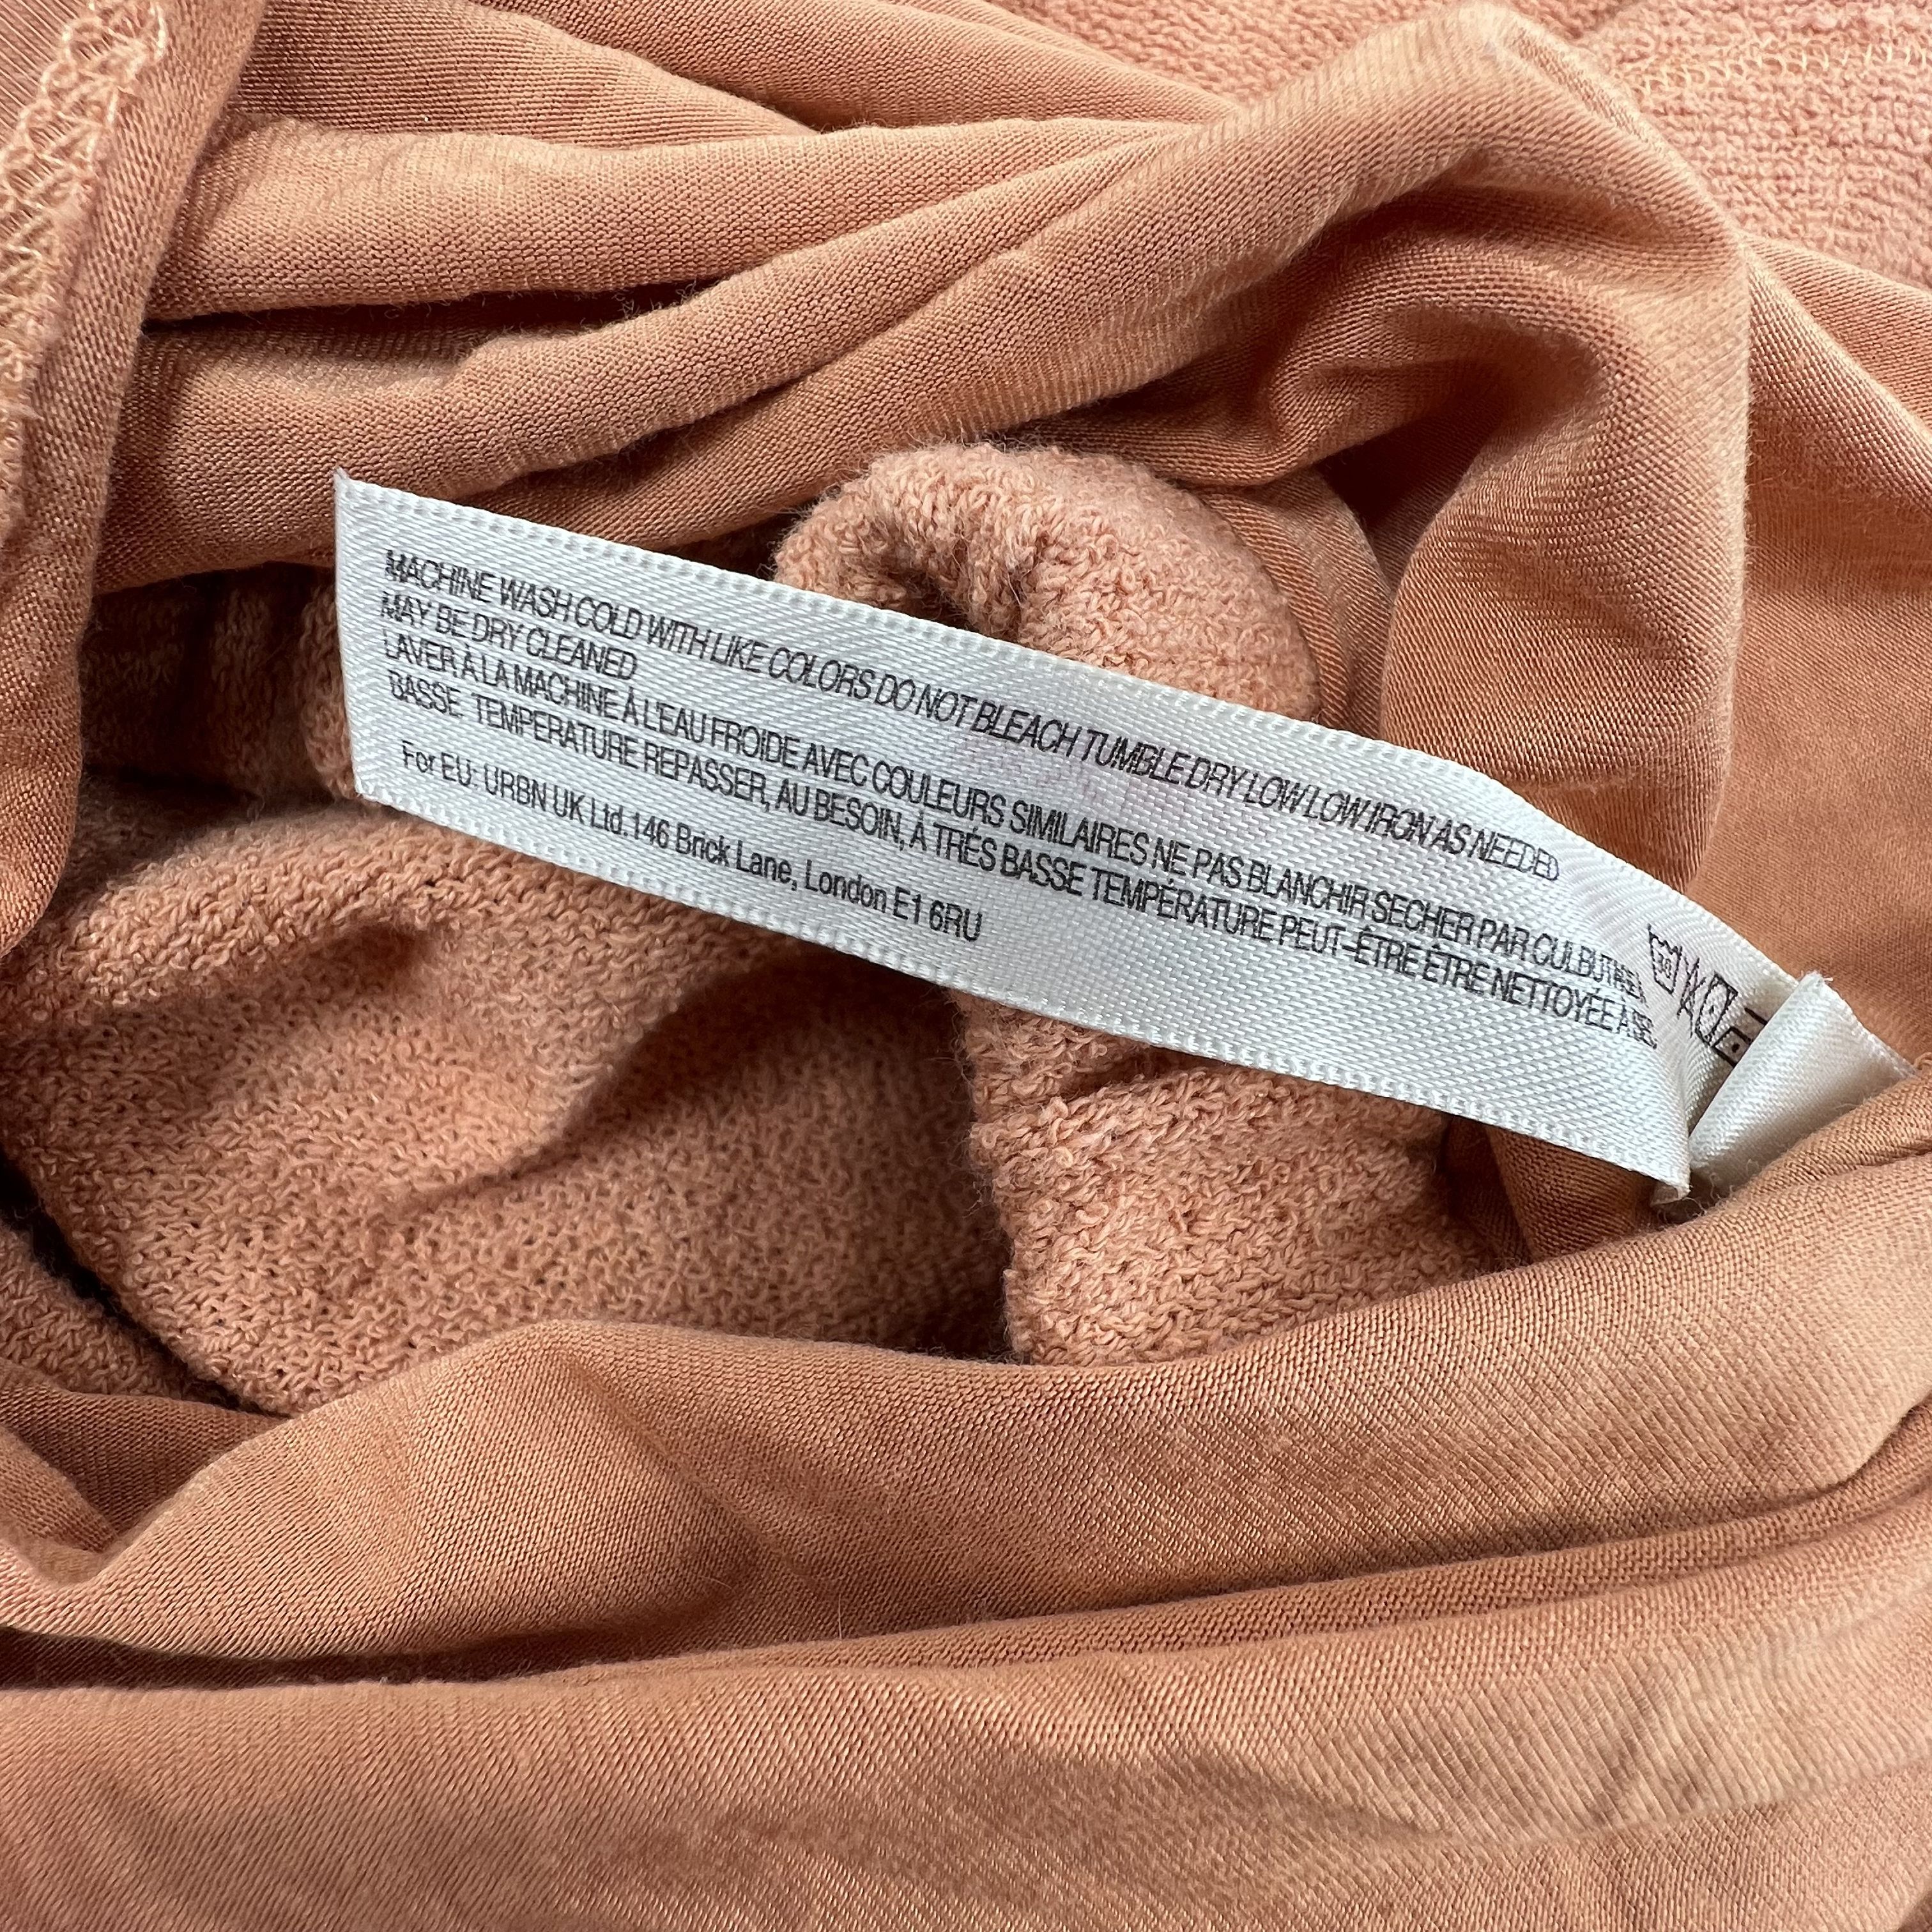 MACHINE WASH COLD WITH LIKE COLORS DO NOT BLEACH TUMBLE DRY LOW LOW IRON AS NEEDED
MAY BE DRY CLEANED
LAVER À LA MACHINE À L'EAU FROIDE AVEC COULEURS SIMILAIRES NE PAS BLANCHIR SECHER PAR CULBUTAGE
BASSE TEMPERATURE REPASSER, AU BESOIN, À TRÉS BASSE TEMPÉRATURE PEUT-ÊTRE ÊTRE NETTOYÉE À
For EU: URBN UK Ltd.146 Brick Lane, London E1 6RU
30